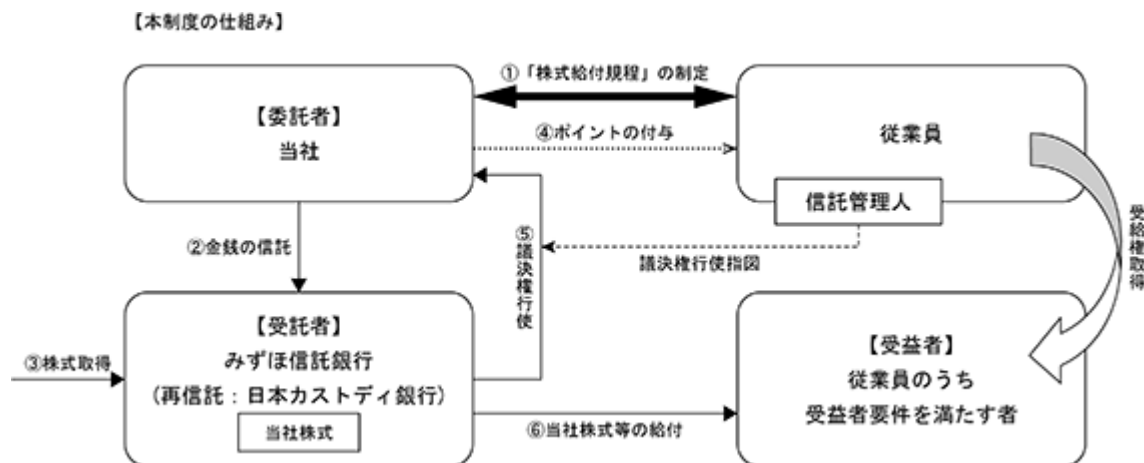 【本制度の仕組み】
①「株式給付規程」の制定
【委託者】
当社
④ポイントの付与
従業員
信託管理人
受給権取得
②金銭の信託
⑤議決権行使
議決権行使指図
【受託者】
みずほ信託銀行
(再信託：日本カストディ銀行)
当社株式
③株式取得
【受益者】
従業員のうち
受益者要件を満たす者
⑥当社株式等の給付